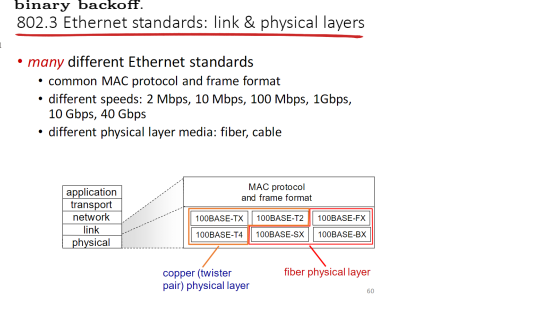 binary backoff.
802.3 Ethernet standards: link & physical layers
• many different Ethernet standards
• common MAC protocol and frame format
• different speeds: 2 Mbps, 10 Mbps, 100 Mbps, 1Gbps,
10 Gbps, 40 Gbps
• different physical layer media: fiber, cable
application
transport
network
link
physical
MAC protocol
and frame format
100BASE-TX 100BASE-T2 100BASE-FX
100BASE-T4 100BASE-SX 100BASE-BX
copper (twister
pair) physical layer
fiber physical layer
60